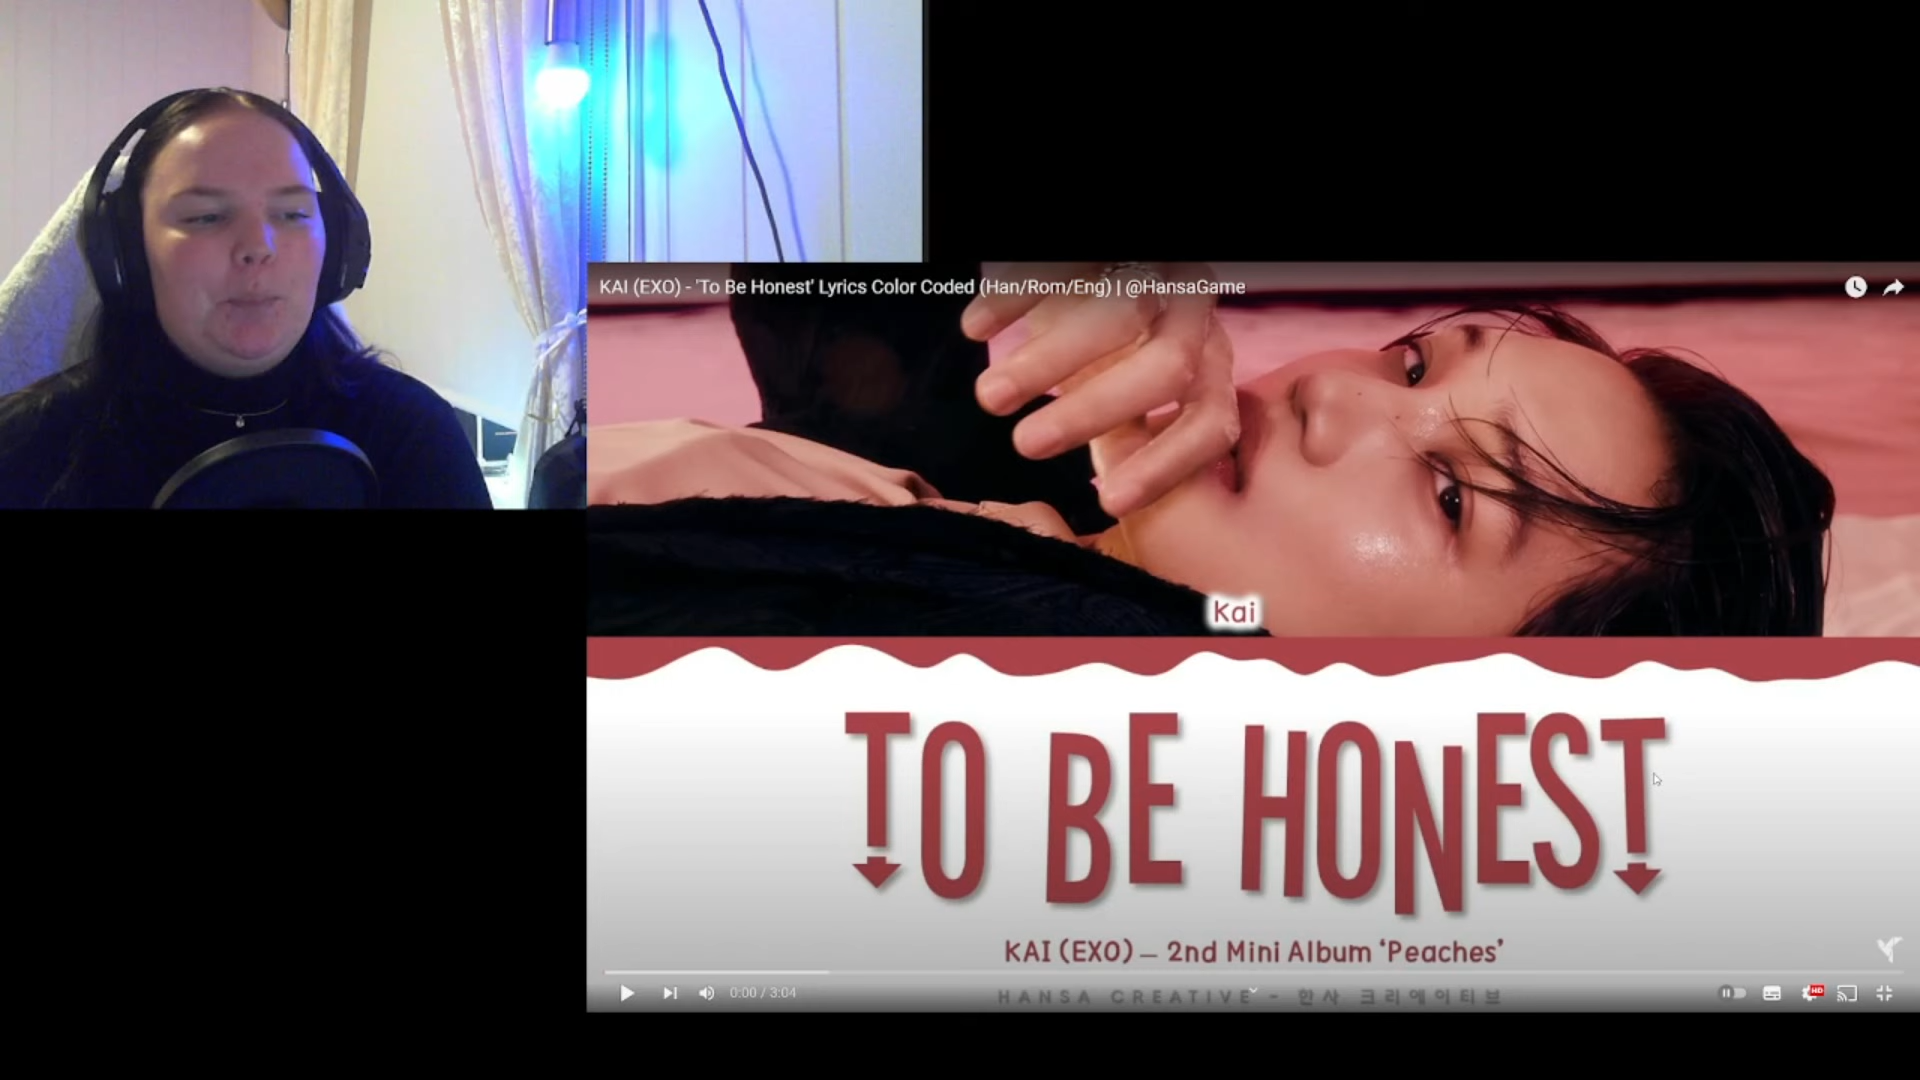 KAI (EXO) - 'To Be Honest' Lyrics Color Coded (Han/Rom/Eng) | @HansaGame
Kai
TO BE HONEST
KAI (EXO) — 2nd Mini Album ‘Peaches’
0:00 / 3:04
HANSA CREATIVE - 한사 크리에이티브
HD